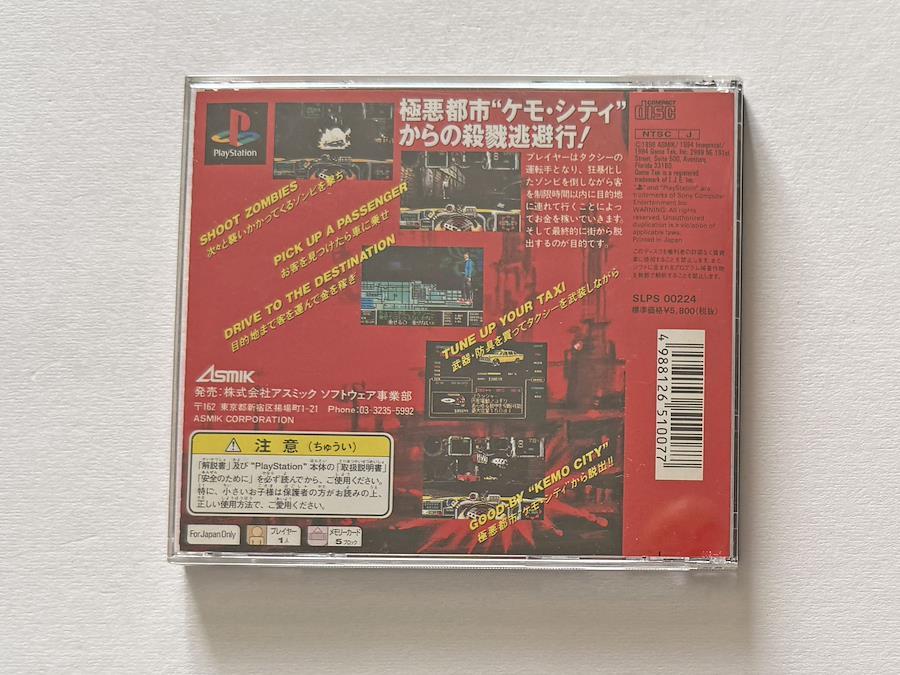 PlayStation
極悪都市“ケモ・シティ”
からの殺戮逃避行！
プレイヤーはタクシーの
運転手となり、狂暴化し
たゾンビを倒しながら客
を制限時間以内に目的地
に連れて行くことによっ
てお金を稼いでいきます。
そして最終的に街から脱
出するのが目的です。
SHOOT ZOMBIES
次々と襲いかかってくるゾンビを撃ち
PICK UP A PASSENGER
お客を見つけたら車に乗せ
DRIVE TO THE DESTINATION
目的地まで客を運んで金を稼ぎ
TUNE UP YOUR TAXI
武器・防具を買ってタクシーを武装しながら
GOOD-BY “KEMO CITY”
極悪都市“ケモ・シティ”から脱出!!
ASMIK
発売：株式会社アスミック ソフトウェア事業部
〒162 東京都新宿区揚場町1-21 Phone:03-3235-5992
ASMIK CORPORATION
注意（ちゅうい）
「解説書」及び“PlayStation”本体の「取扱説明書」
「安全のために」を必ず読んでから、ご使用ください。
特に、小さいお子様は保護者の方がお読みの上、
正しい使用方法で、ご愛用ください。
For Japan Only
プレイヤー
1人
メモリーカード
5ブロック
COMPACT
disc
NTSC J
Street, Suite 500, Aventura,
Florida 33180
Game Tek is a registered
" and "PlayStation" are
trademarks of Sony Computer
Entertainment Inc.
WARNING: All rights
reserved. Unauthorized
duplication is a violation of
applicable laws.
Printed in Japan
SLPS 00224
標準価格¥5,800(税抜)
4988126510077